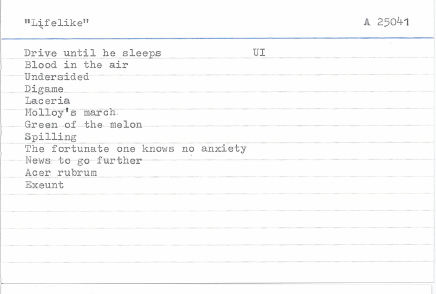 "Lifelike" A 25041
Drive until he sleeps UI
Blood in the air
Undersided
Digame
Laceria
Molloy's march
Green of the melon
Spilling
The fortunate one knows no anxiety
News to go further
Acer rubrum
Exeunt